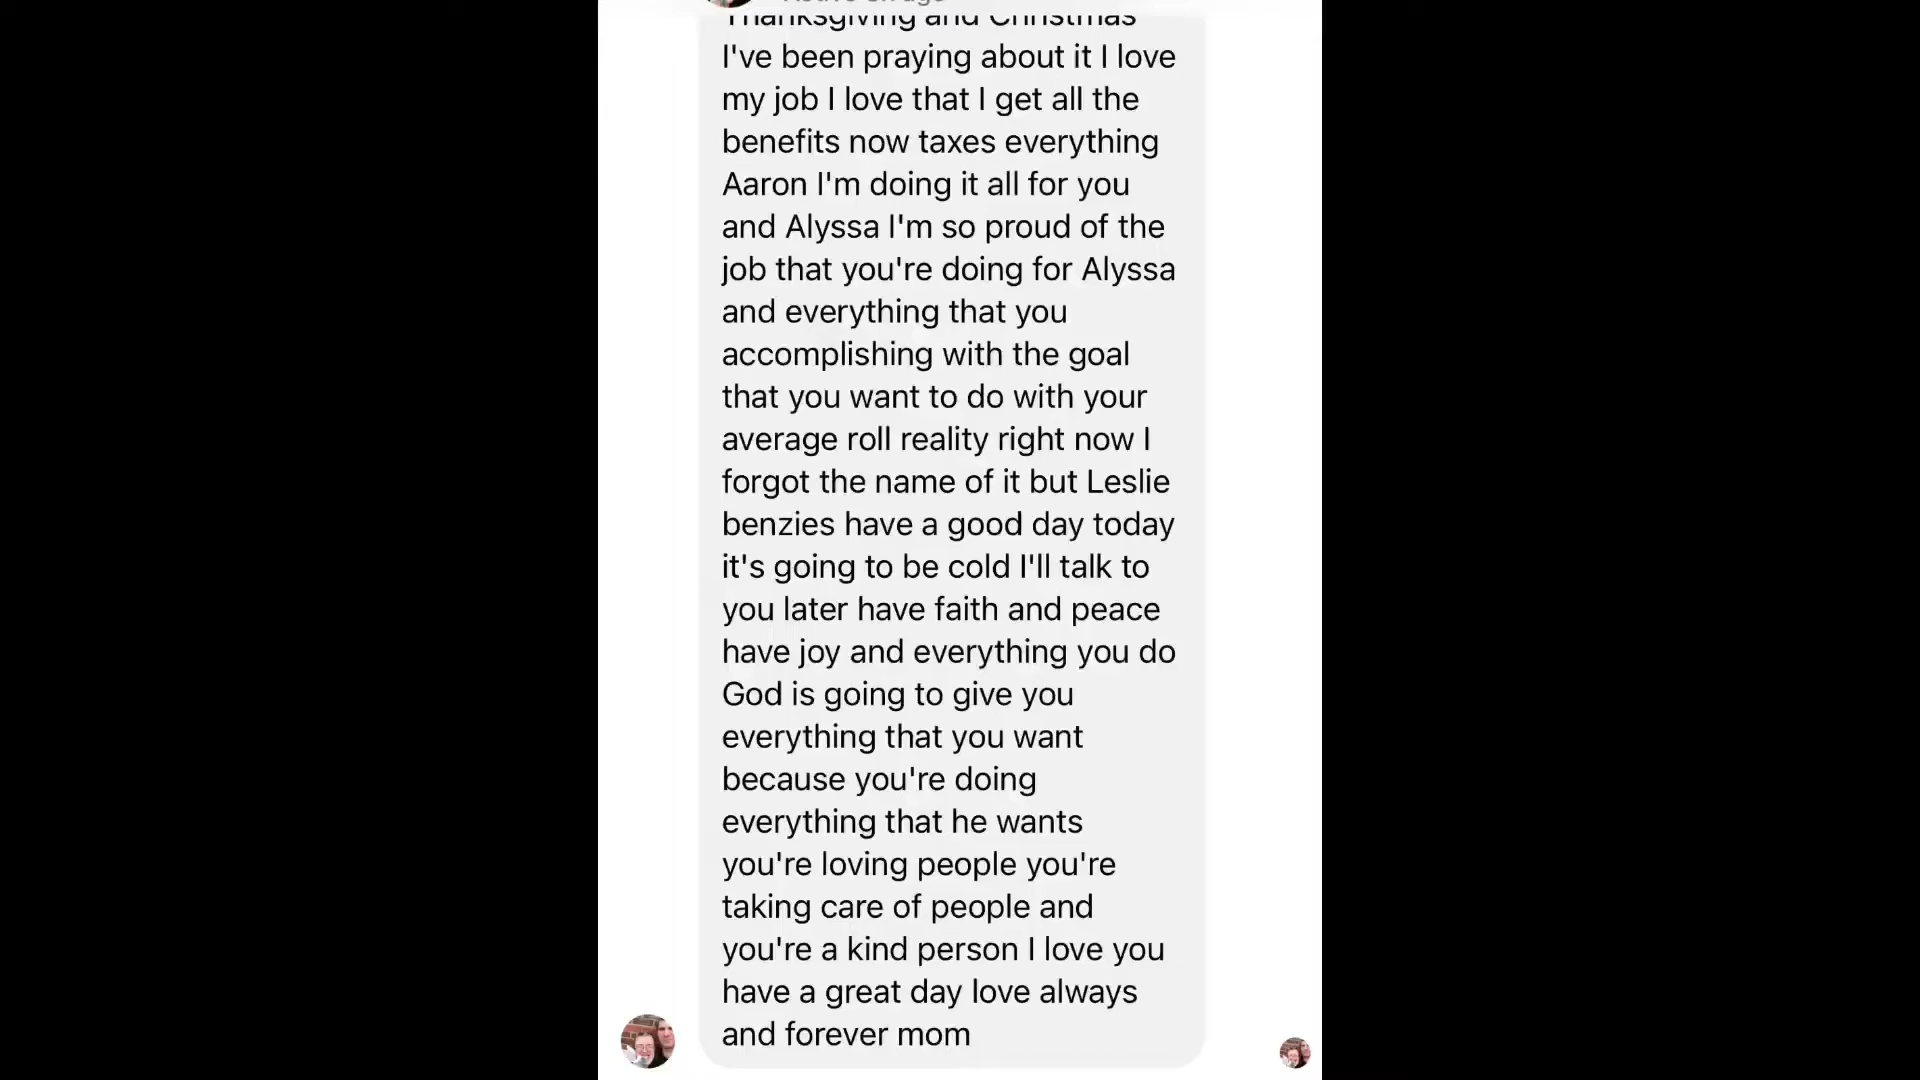 Thanksgiving and Christmas
I've been praying about it I love
my job I love that I get all the
benefits now taxes everything
Aaron I'm doing it all for you
and Alyssa I'm so proud of the
job that you're doing for Alyssa
and everything that you
accomplishing with the goal
that you want to do with your
average roll reality right now I
forgot the name of it but Leslie
benzies have a good day today
it's going to be cold I'll talk to
you later have faith and peace
have joy and everything you do
God is going to give you
everything that you want
because you're doing
everything that he wants
you're loving people you're
taking care of people and
you're a kind person I love you
have a great day love always
and forever mom